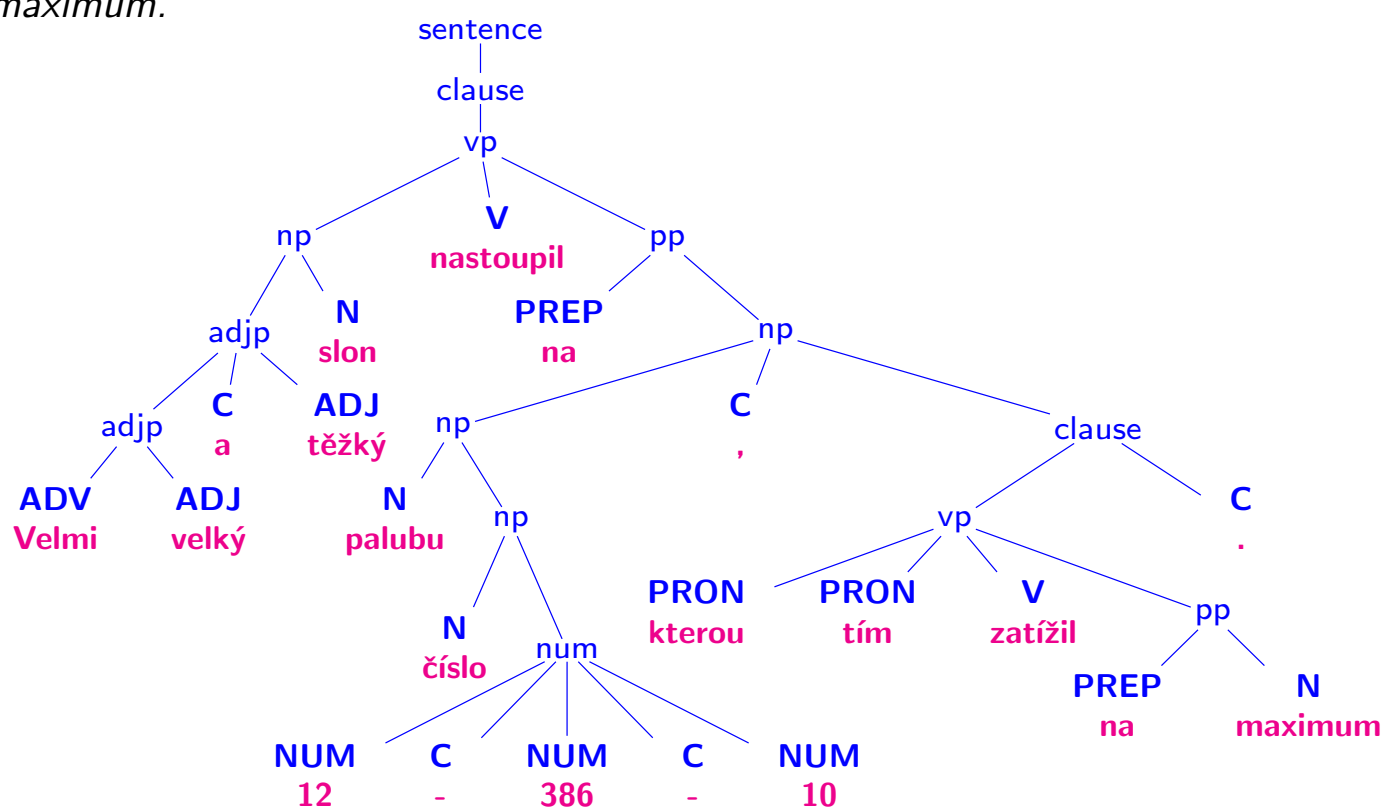 maximum.
sentence
clause
vp
np V pp
nastoupil
adjp N PREP np
slon na
adjp C ADJ np C clause
a těžký ,
ADV ADJ N np vp C
Velmi velký palubu .
PRON PRON V pp
kterou tím zatížil
N num
číslo
PREP N
na maximum
NUM C NUM C NUM
12 - 386 - 10